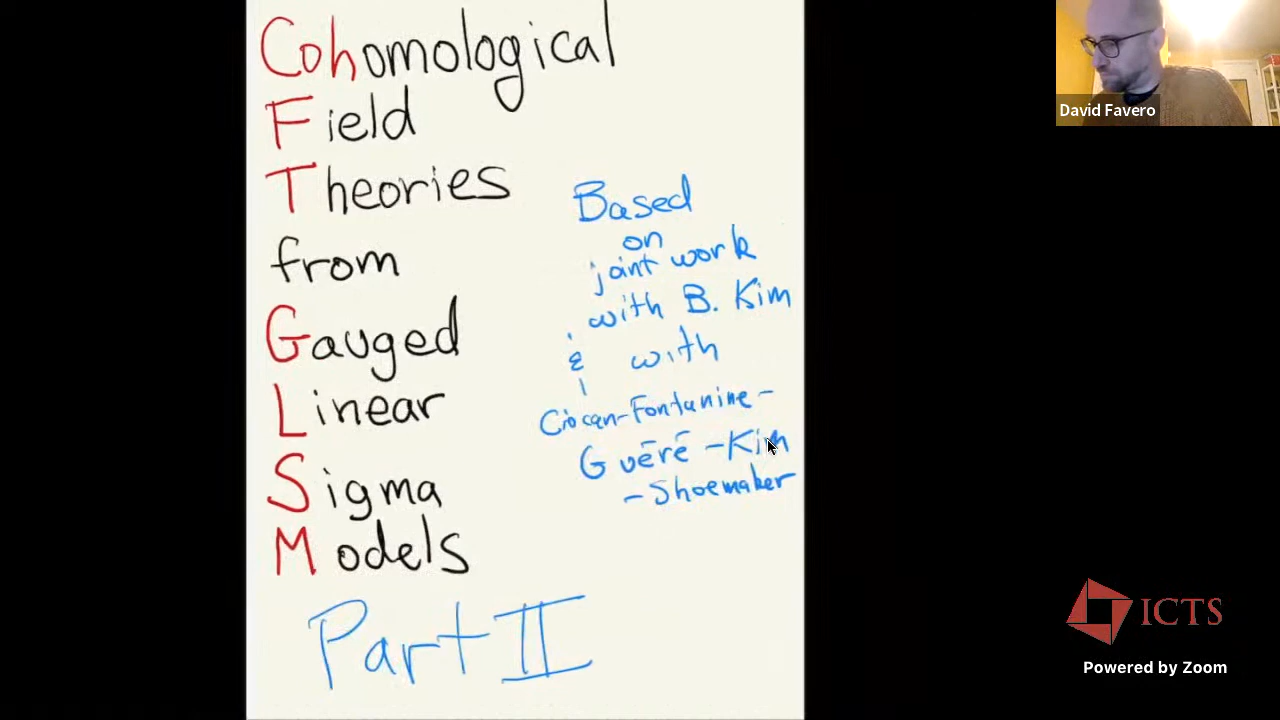 Cohomological
Field
Theories
from
Gauged
Linear
Sigma
Models
Part II
Based
on
joint work
with B. Kim
& with
Ciocan-Fontanine-
Guéré-Kim
-Shoemaker
David Favero
ICTS
Powered by Zoom